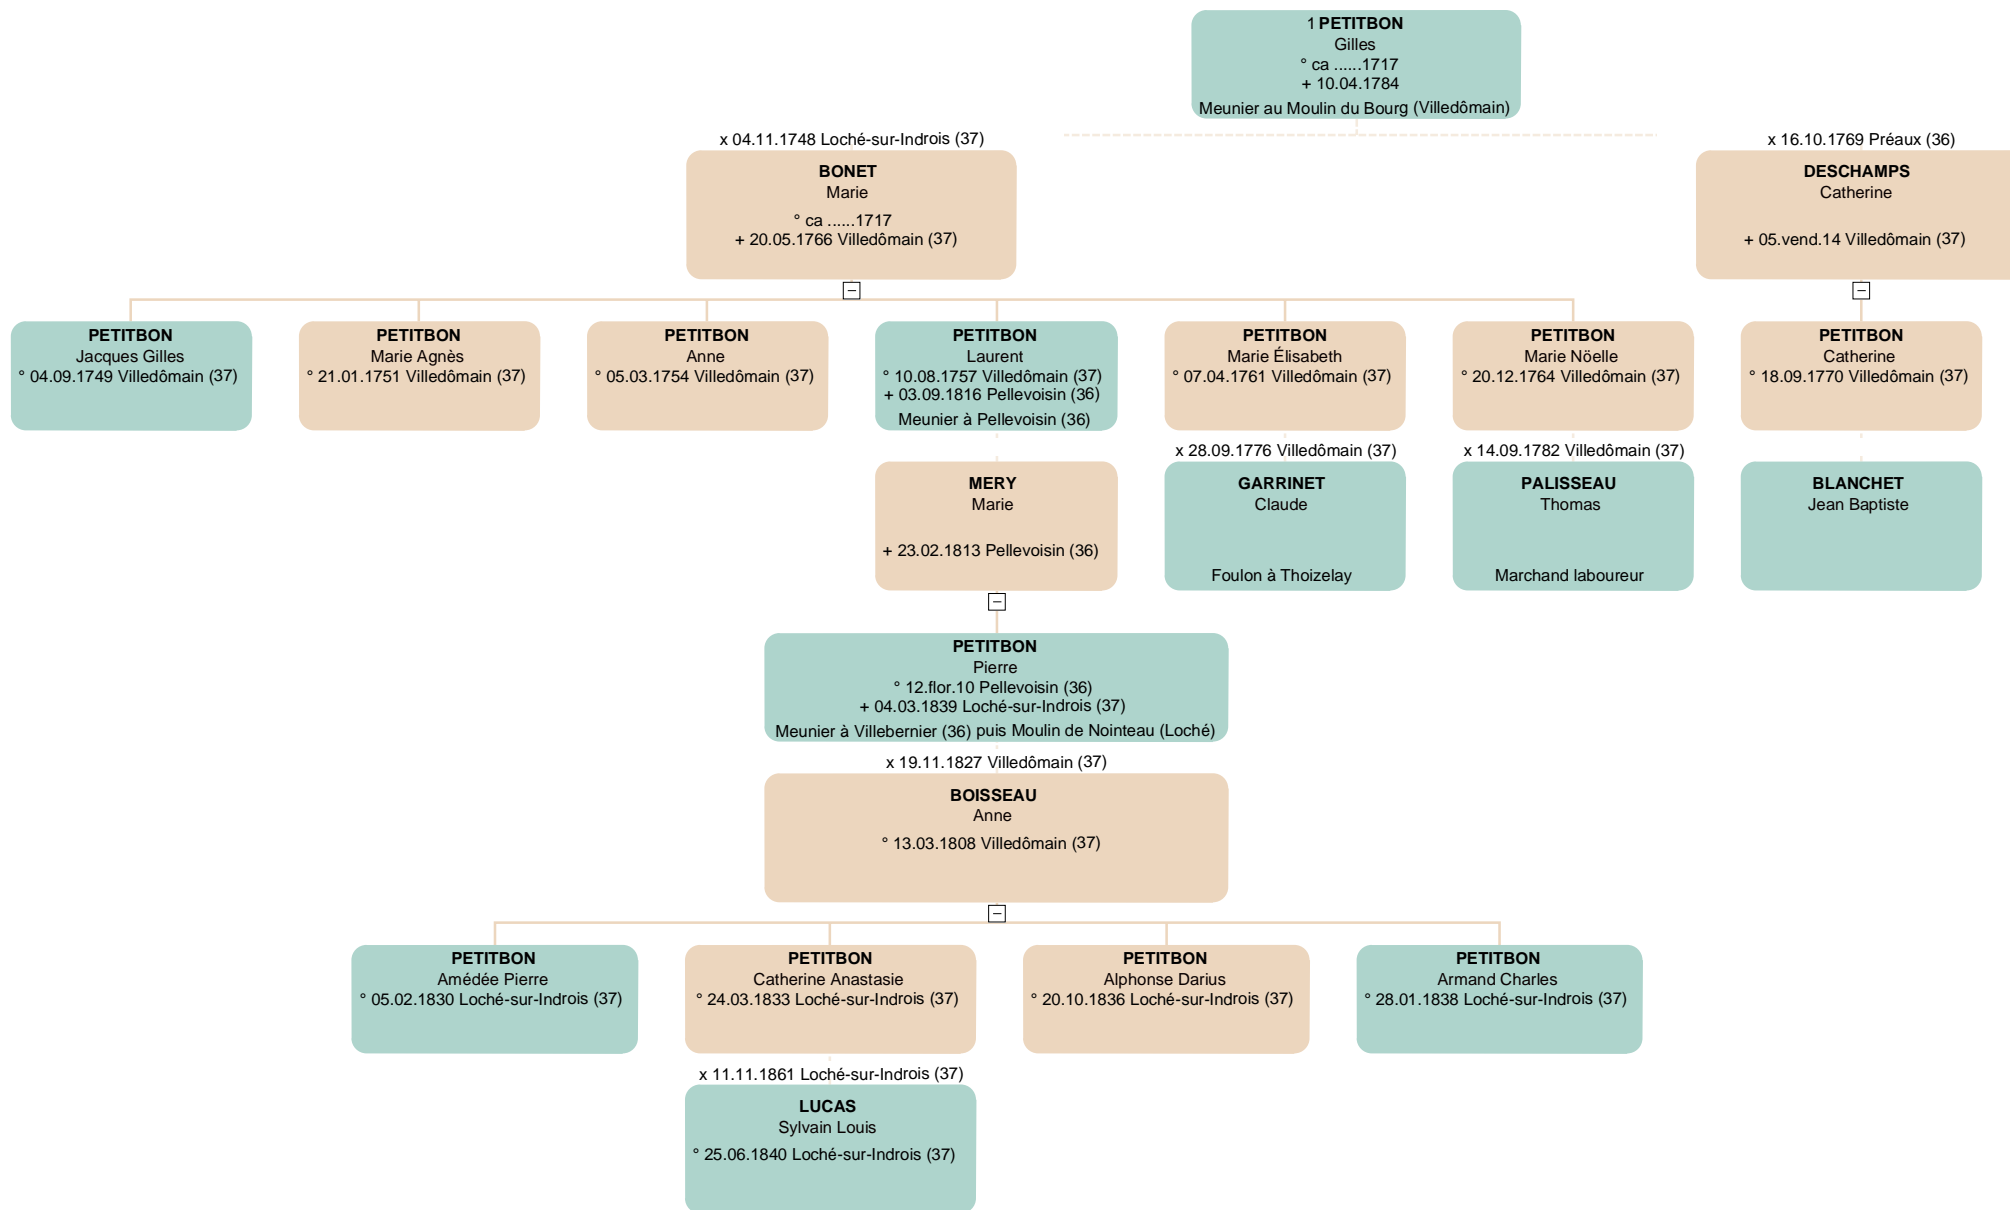 1 PETITBON
Gilles
° ca ......1717
+ 10.04.1784
Meunier au Moulin du Bourg (Villedômain)
x 04.11.1748 Loché-sur-Indrois (37)
BONET
Marie
° ca ......1717
+ 20.05.1766 Villedômain (37)
x 16.10.1769 Préaux (36)
DESCHAMPS
Catherine
+ 05.vend.14 Villedômain (37)
PETITBON
Jacques Gilles
° 04.09.1749 Villedômain (37)
PETITBON
Marie Agnès
° 21.01.1751 Villedômain (37)
PETITBON
Anne
° 05.03.1754 Villedômain (37)
PETITBON
Laurent
° 10.08.1757 Villedômain (37)
+ 03.09.1816 Pellevoisin (36)
Meunier à Pellevoisin (36)
PETITBON
Marie Élisabeth
° 07.04.1761 Villedômain (37)
PETITBON
Marie Nöelle
° 20.12.1764 Villedômain (37)
PETITBON
Catherine
° 18.09.1770 Villedômain (37)
MERY
Marie
+ 23.02.1813 Pellevoisin (36)
x 28.09.1776 Villedômain (37)
GARRINET
Claude
Foulon à Thoizelay
x 14.09.1782 Villedômain (37)
PALISSEAU
Thomas
Marchand laboureur
BLANCHET
Jean Baptiste
PETITBON
Pierre
° 12.flor.10 Pellevoisin (36)
+ 04.03.1839 Loché-sur-Indrois (37)
Meunier à Villebernier (36) puis Moulin de Nointeau (Loché)
x 19.11.1827 Villedômain (37)
BOISSEAU
Anne
° 13.03.1808 Villedômain (37)
PETITBON
Amédée Pierre
° 05.02.1830 Loché-sur-Indrois (37)
PETITBON
Catherine Anastasie
° 24.03.1833 Loché-sur-Indrois (37)
PETITBON
Alphonse Darius
° 20.10.1836 Loché-sur-Indrois (37)
PETITBON
Armand Charles
° 28.01.1838 Loché-sur-Indrois (37)
x 11.11.1861 Loché-sur-Indrois (37)
LUCAS
Sylvain Louis
° 25.06.1840 Loché-sur-Indrois (37)